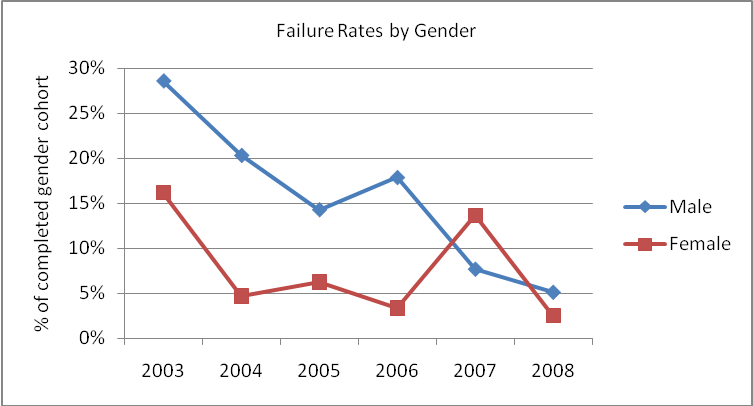 Failure Rates by Gender
% of completed gender cohort
30%
25%
20%
15%
10%
5%
0%
2003 2004 2005 2006 2007 2008
Male
Female